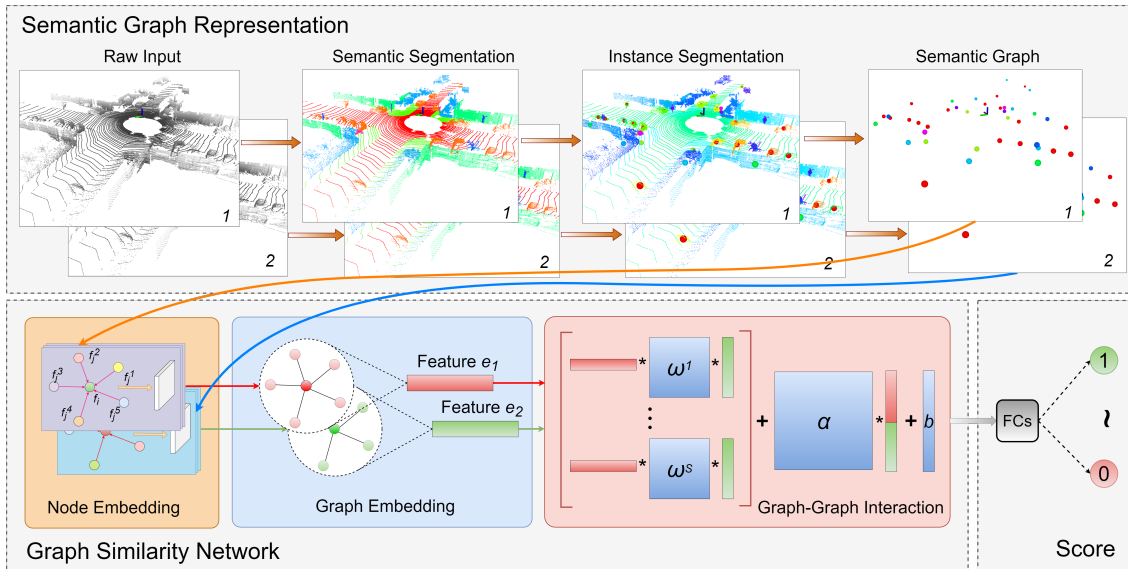 Semantic Graph Representation
Raw Input
Semantic Segmentation
Instance Segmentation
Semantic Graph
1
1
1
1
2
2
2
2
f_j^2
f_j^3
f_j^1
f_i
f_j^4
f_j^5
Node Embedding
Feature e_1
Feature e_2
Graph Embedding
* ω^1 *
⋮
* ω^s *
+
α
*
+
b
Graph-Graph Interaction
Graph Similarity Network
FCs
1
~
0
Score